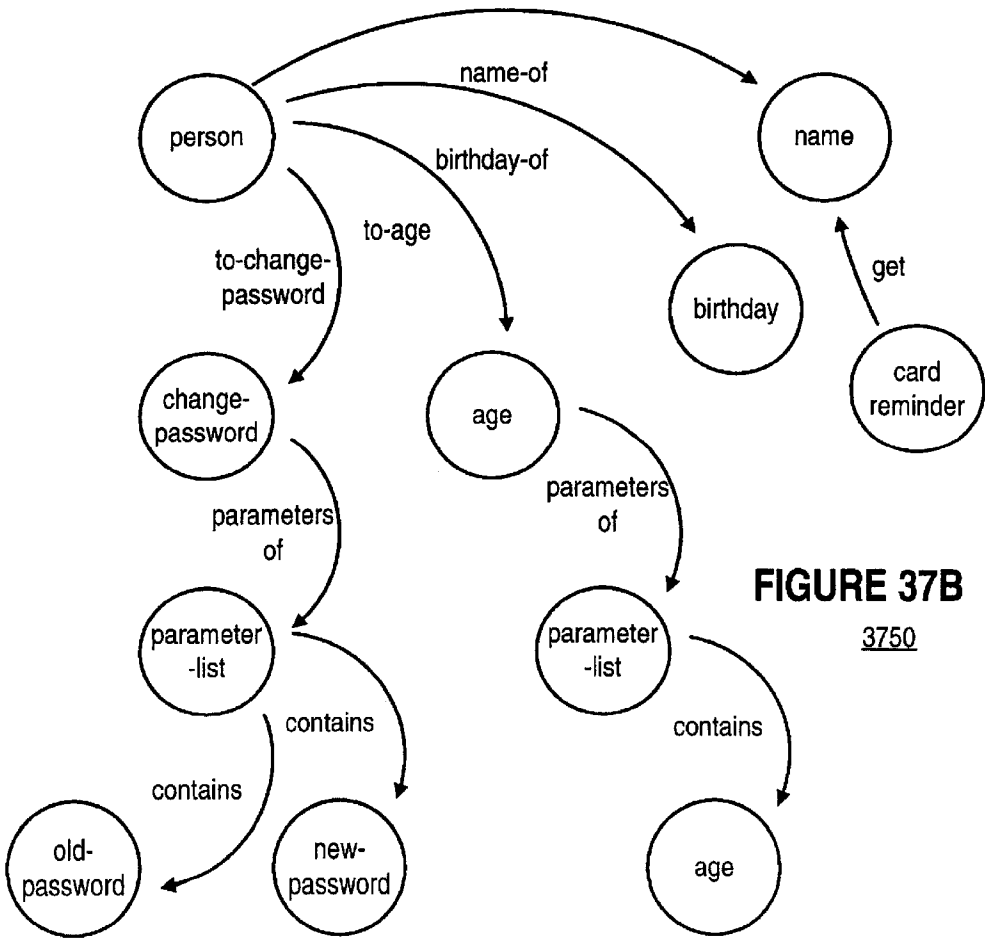 name-of
person
name
birthday-of
to-age
to-change-
password
get
birthday
card
reminder
change-
password
age
parameters
of
parameters
of
FIGURE 37B
3750
parameter
-list
parameter
-list
contains
contains
contains
old-
password
new-
password
age